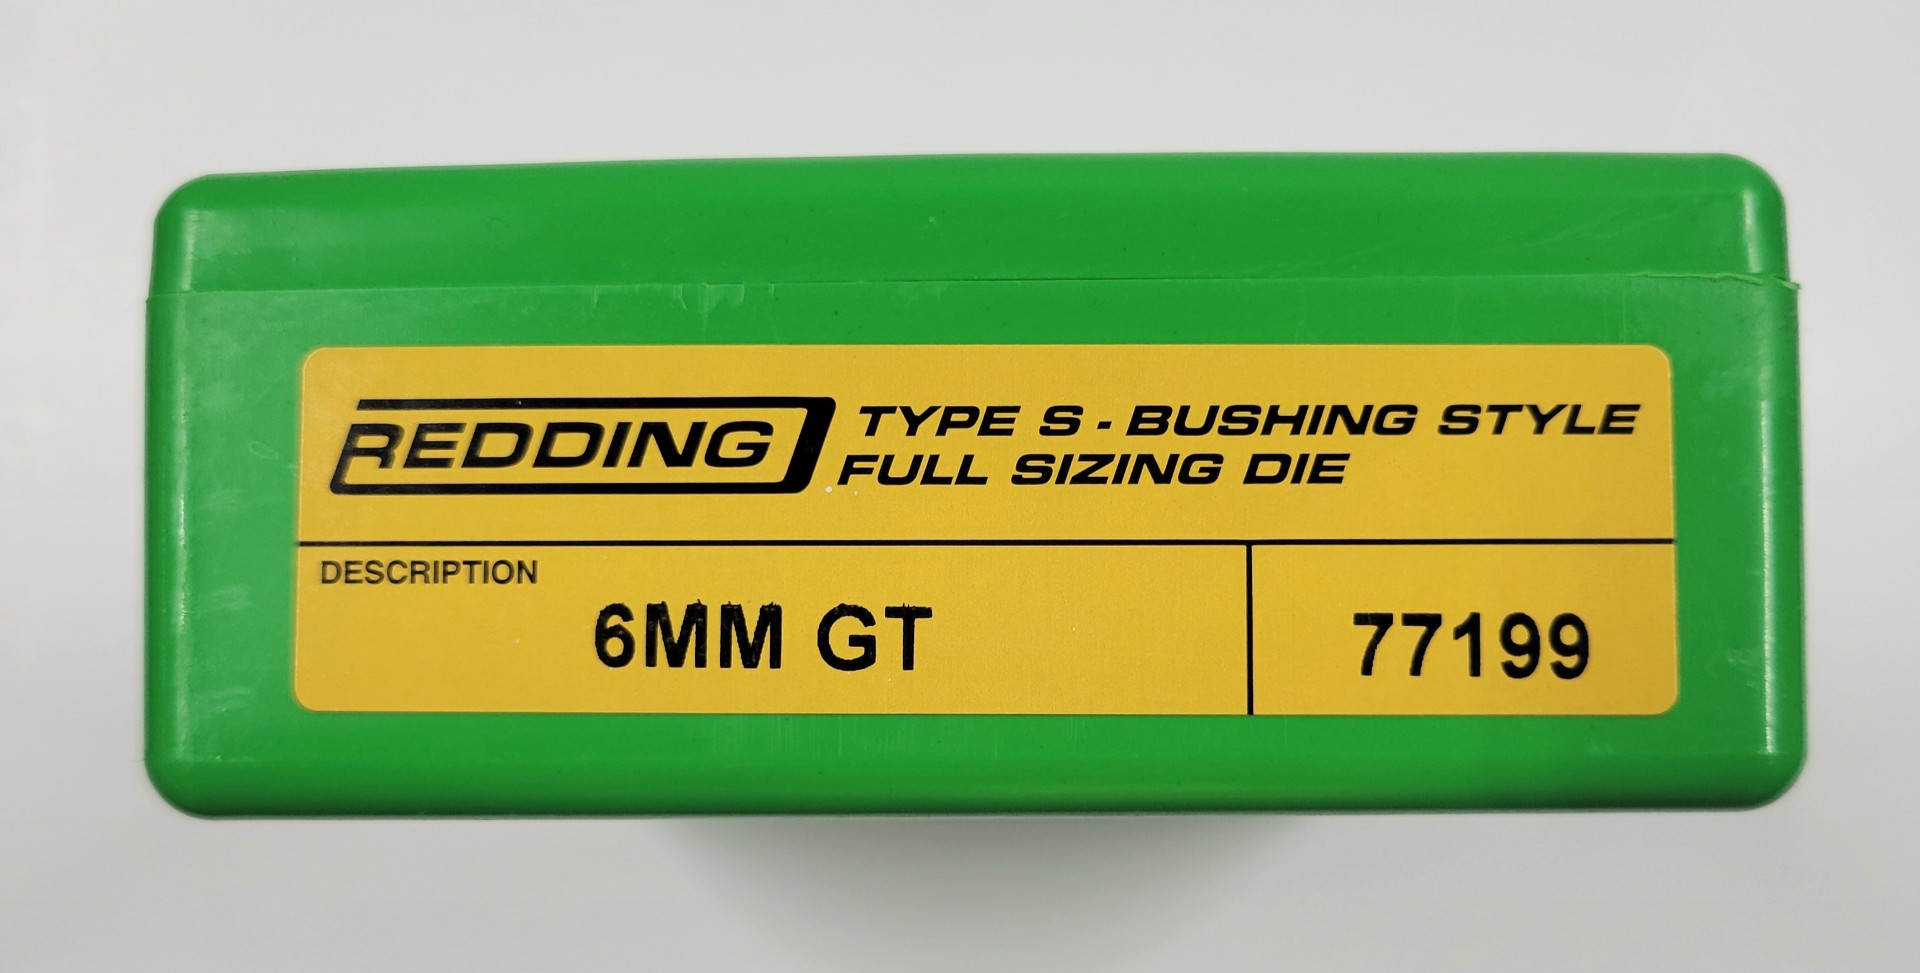 REDDING
TYPE S - BUSHING STYLE
FULL SIZING DIE
DESCRIPTION
6MM GT
77199